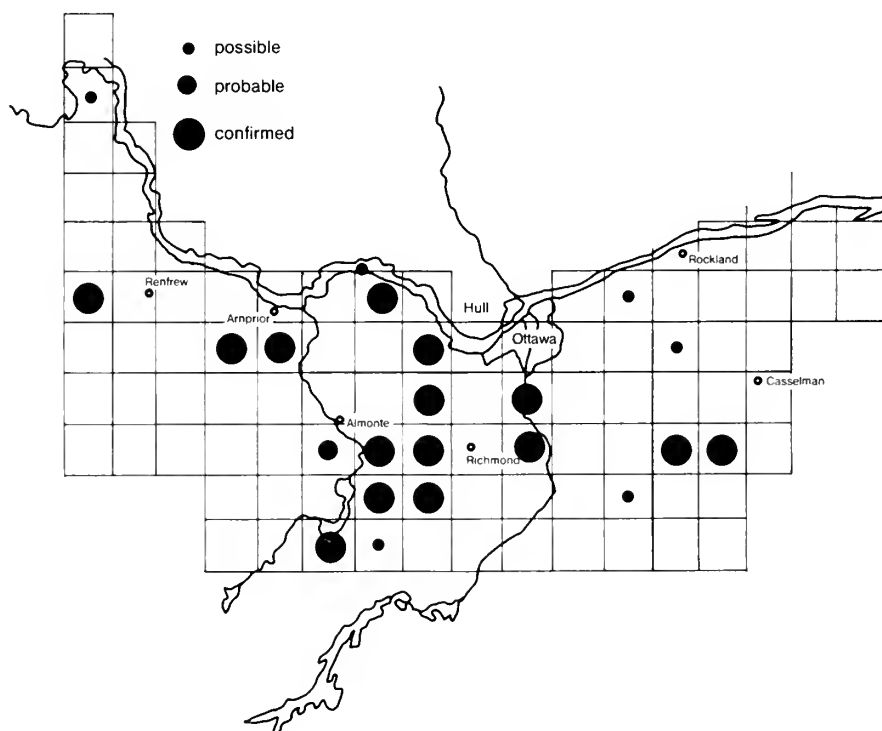 possible
probable
confirmed
Rockland
Renfrew
Arnprior
Hull
Ottawa
Casselman
Almonte
Richmond